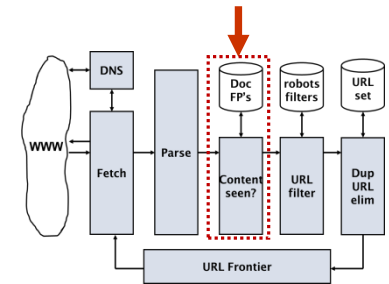 DNS
Doc
FP's
robots
filters
URL
set
WWW
Fetch
Parse
Content
seen?
URL
filter
Dup
URL
elim
URL Frontier